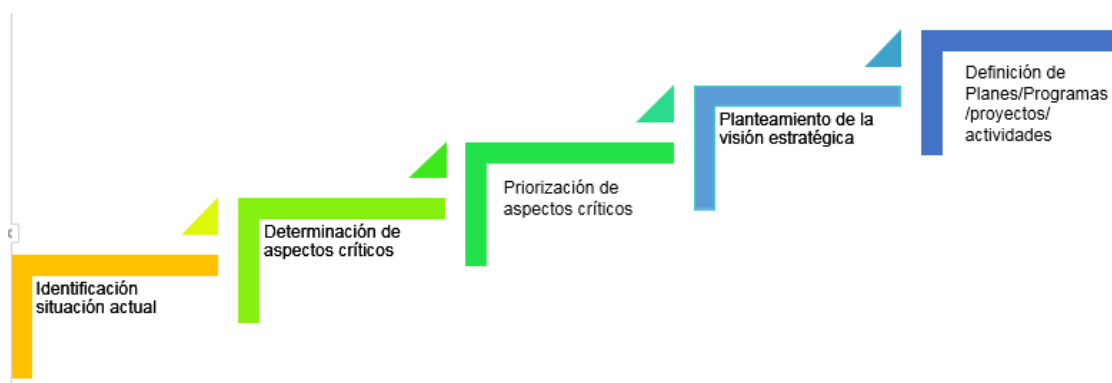 Identificación
situación actual
Determinación de
aspectos críticos
Priorización de
aspectos críticos
Planteamiento de la
visión estratégica
Definición de
Planes/Programas
/proyectos/
actividades